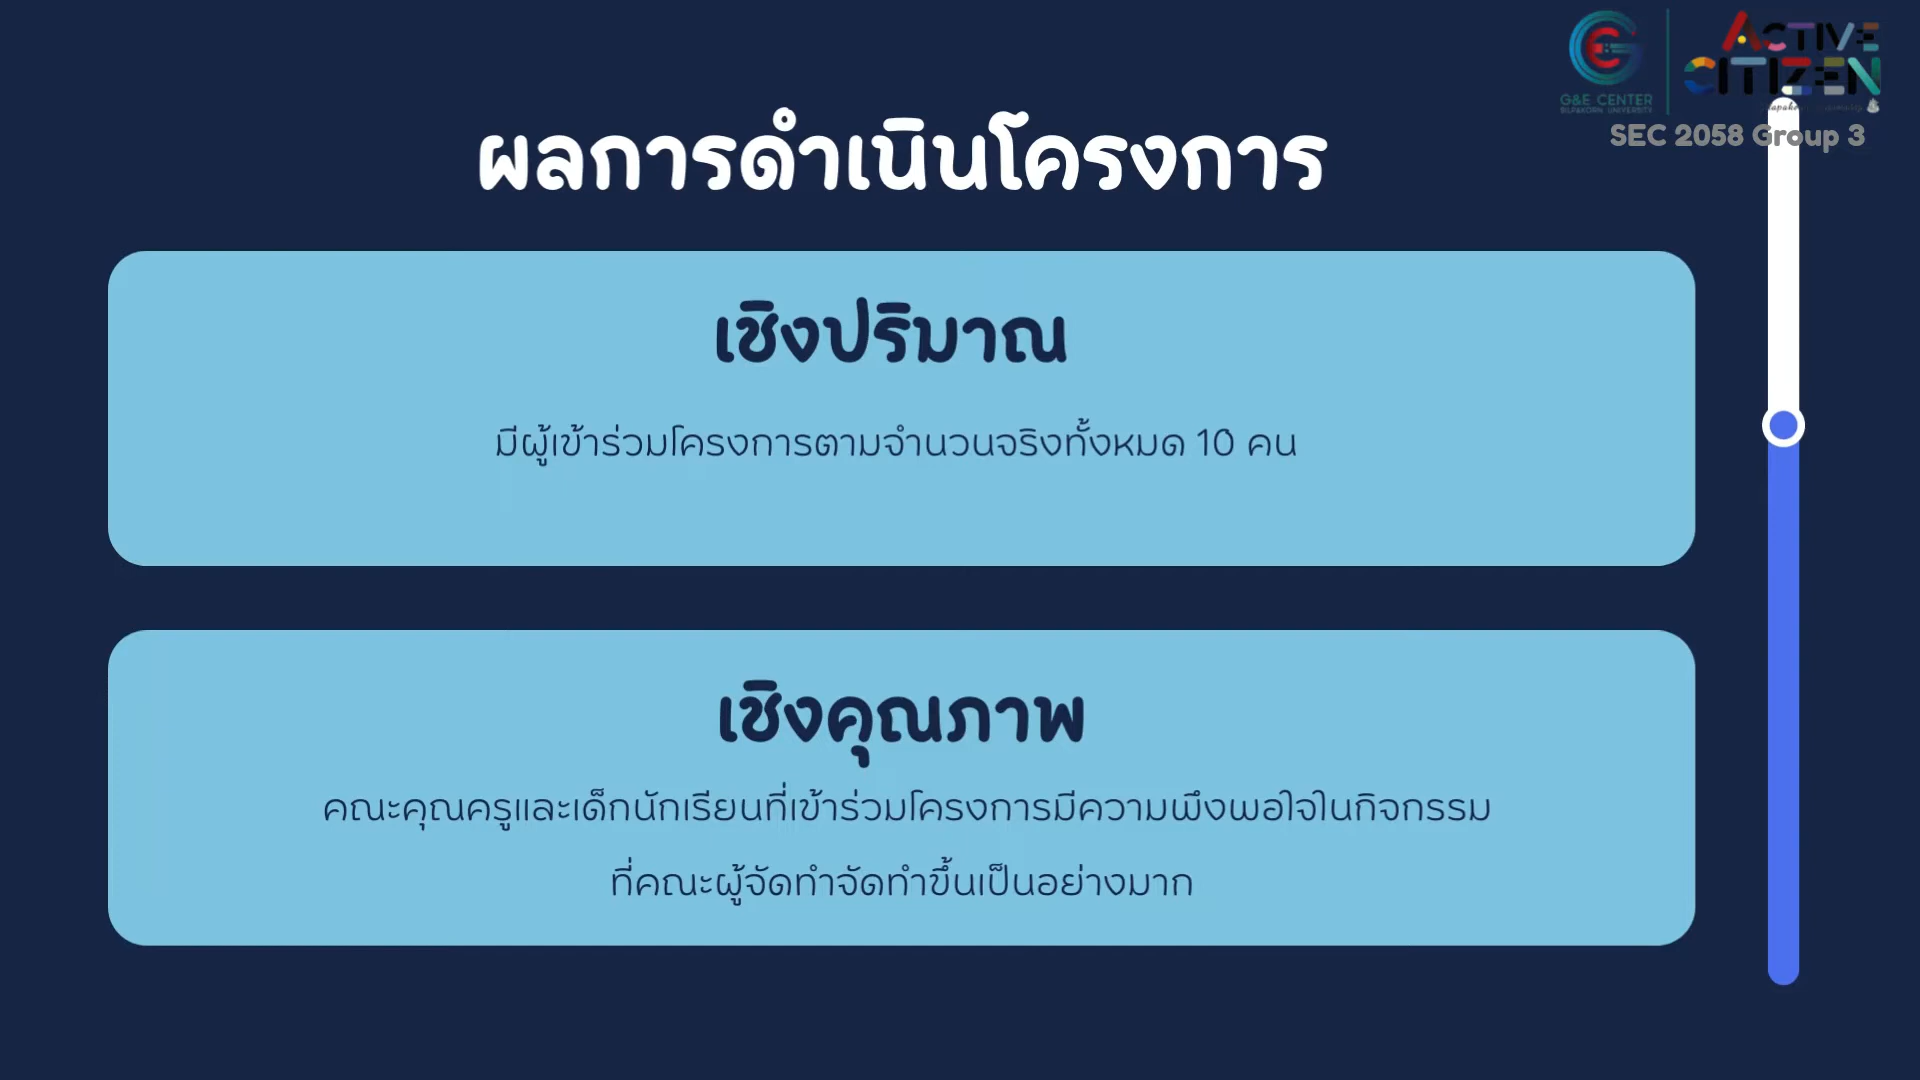 ACTIVE
CITIZEN
G&E CENTER
SILPAKORN UNIVERSITY
SEC 2058 Group 3
ผลการดำเนินโครงการ
เชิงปริมาณ
มีผู้เข้าร่วมโครงการตามจำนวนจริงทั้งหมด 10 คน
เชิงคุณภาพ
คณะคุณครูและเด็กนักเรียนที่เข้าร่วมโครงการมีความพึงพอใจในกิจกรรม
ที่คณะผู้จัดทำจัดทำขึ้นเป็นอย่างมาก